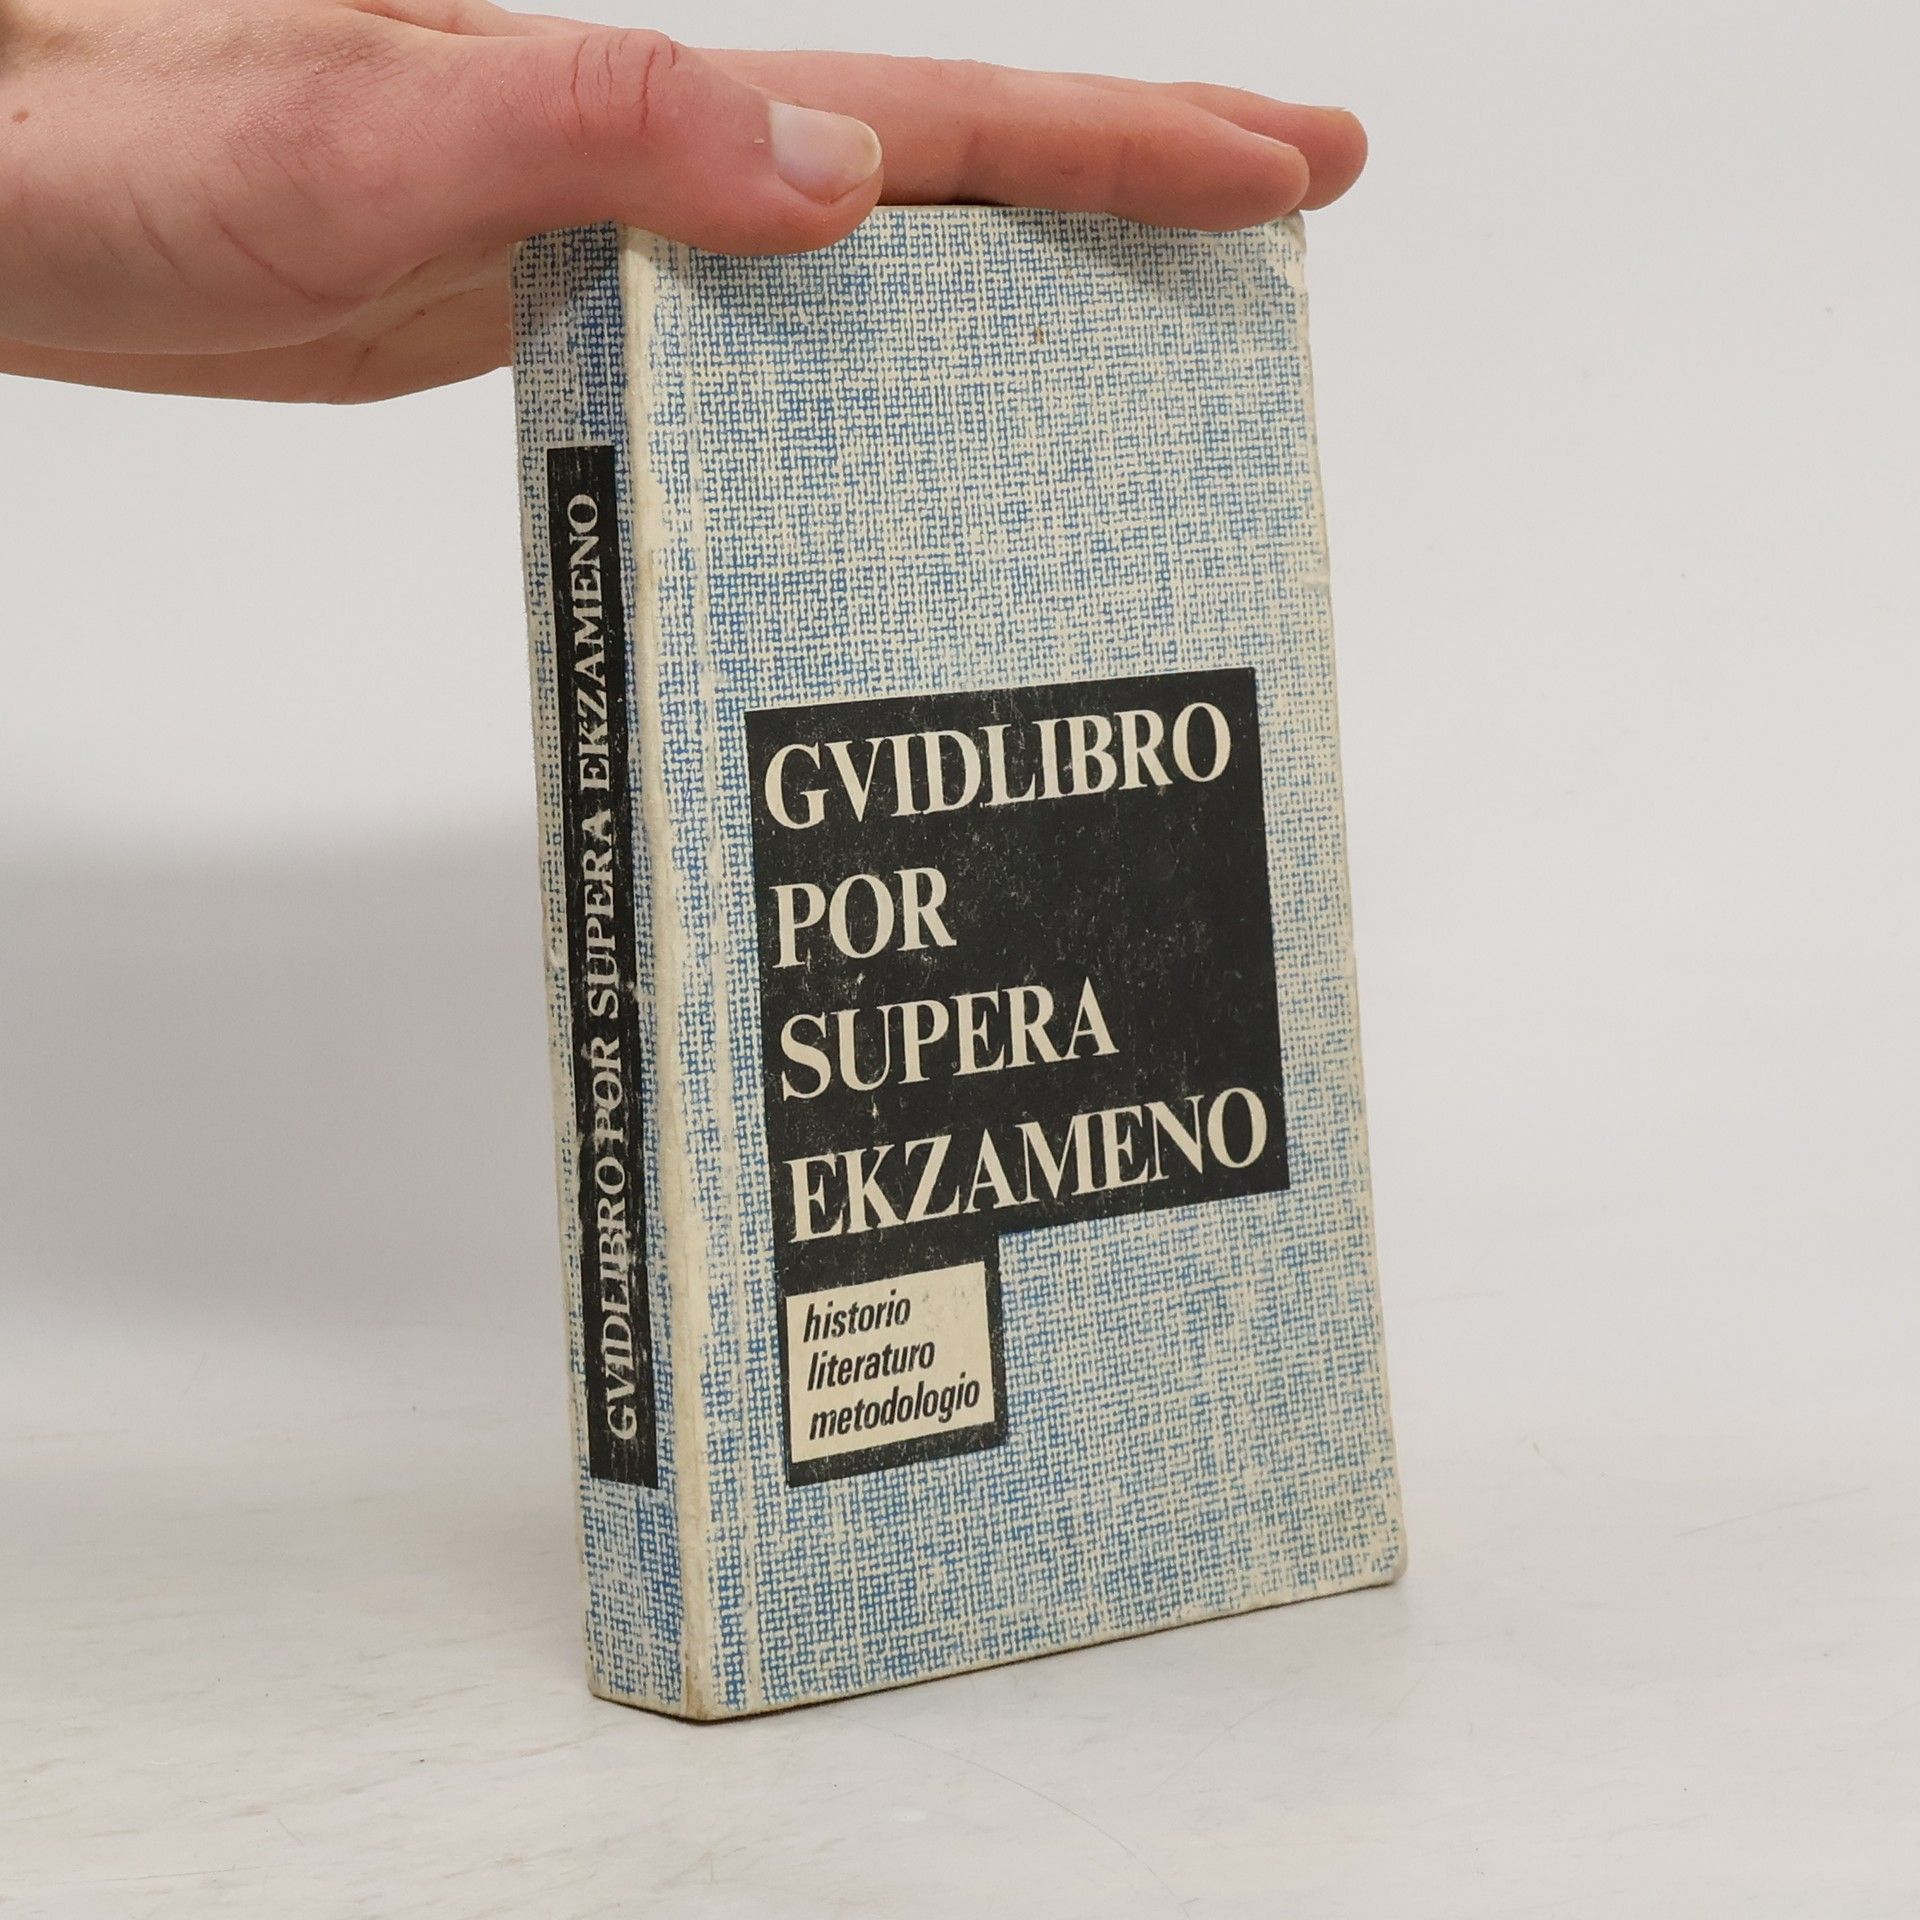 GVIDLIBRO POR SUPERA EKZAMENO
GVIDLIBRO
POR
SUPERA
EKZAMENO
historio
literaturo
metodologio